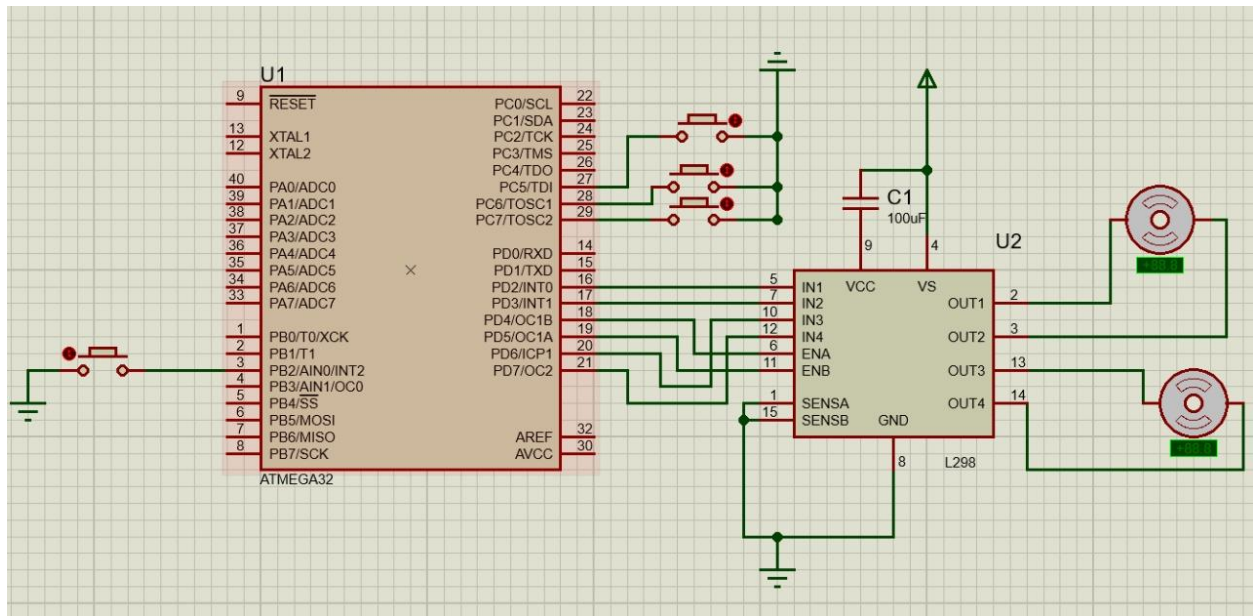 U1
9 RESET
13 XTAL1
12 XTAL2
40 PA0/ADC0
39 PA1/ADC1
38 PA2/ADC2
37 PA3/ADC3
36 PA4/ADC4
35 PA5/ADC5
34 PA6/ADC6
33 PA7/ADC7
1 PB0/T0/XCK
2 PB1/T1
3 PB2/AIN0/INT2
4 PB3/AIN1/OC0
5 PB4/SS
6 PB5/MOSI
7 PB6/MISO
8 PB7/SCK
PC0/SCL 22
PC1/SDA 23
PC2/TCK 24
PC3/TMS 25
PC4/TDO 26
PC5/TDI 27
PC6/TOSC1 28
PC7/TOSC2 29
PD0/RXD 14
PD1/TXD 15
PD2/INT0 16
PD3/INT1 17
PD4/OC1B 18
PD5/OC1A 19
PD6/ICP1 20
PD7/OC2 21
AREF 32
AVCC 30
ATMEGA32
C1
100uF
U2
9 VCC
4 VS
5 IN1
7 IN2
10 IN3
12 IN4
6 ENA
11 ENB
1 SENSA
15 SENSB
GND 8
OUT1 2
OUT2 3
OUT3 13
OUT4 14
L298